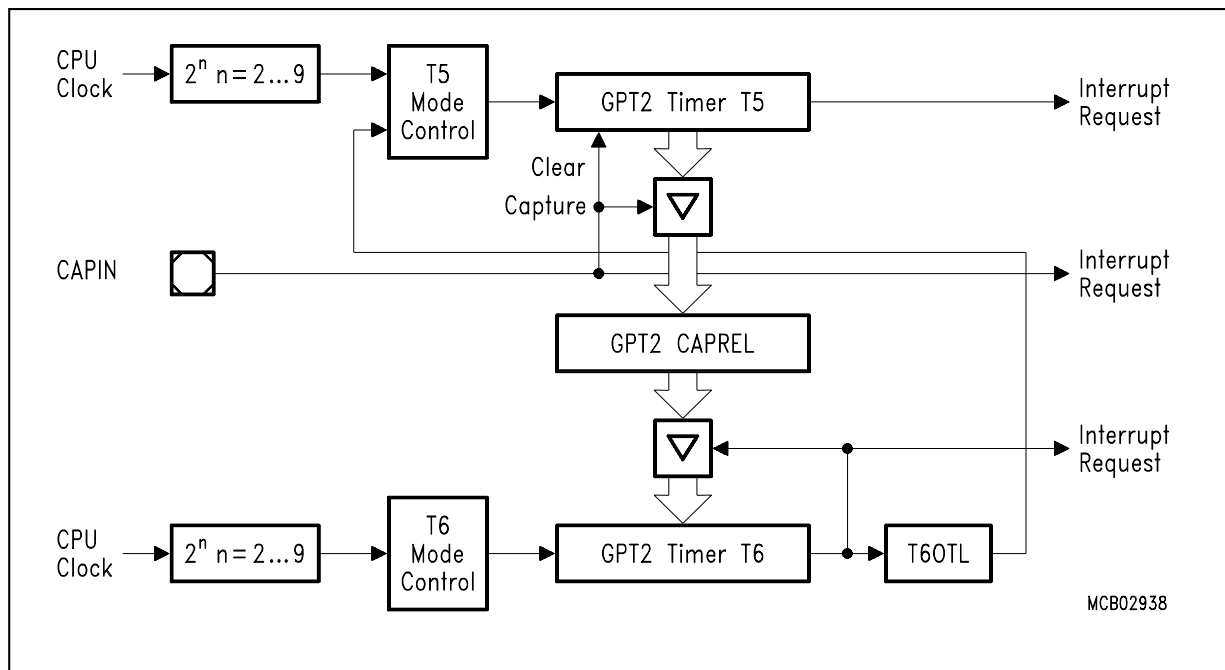 CPU
Clock
2ⁿ n=2...9
T5
Mode
Control
GPT2 Timer T5
Interrupt
Request
Clear
Capture
CAPIN
Interrupt
Request
GPT2 CAPREL
Interrupt
Request
CPU
Clock
2ⁿ n=2...9
T6
Mode
Control
GPT2 Timer T6
T6OTL
MCB02938